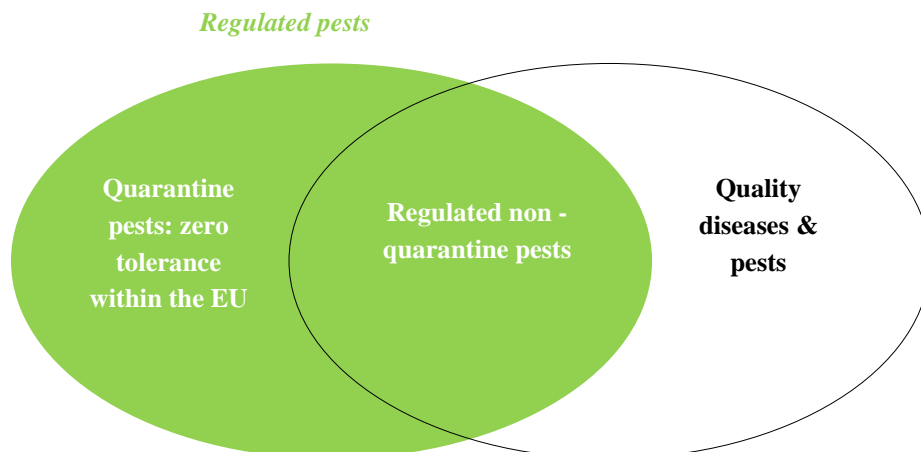 Regulated pests
Quarantine
pests: zero
tolerance
within the EU
Regulated non -
quarantine pests
Quality
diseases &
pests